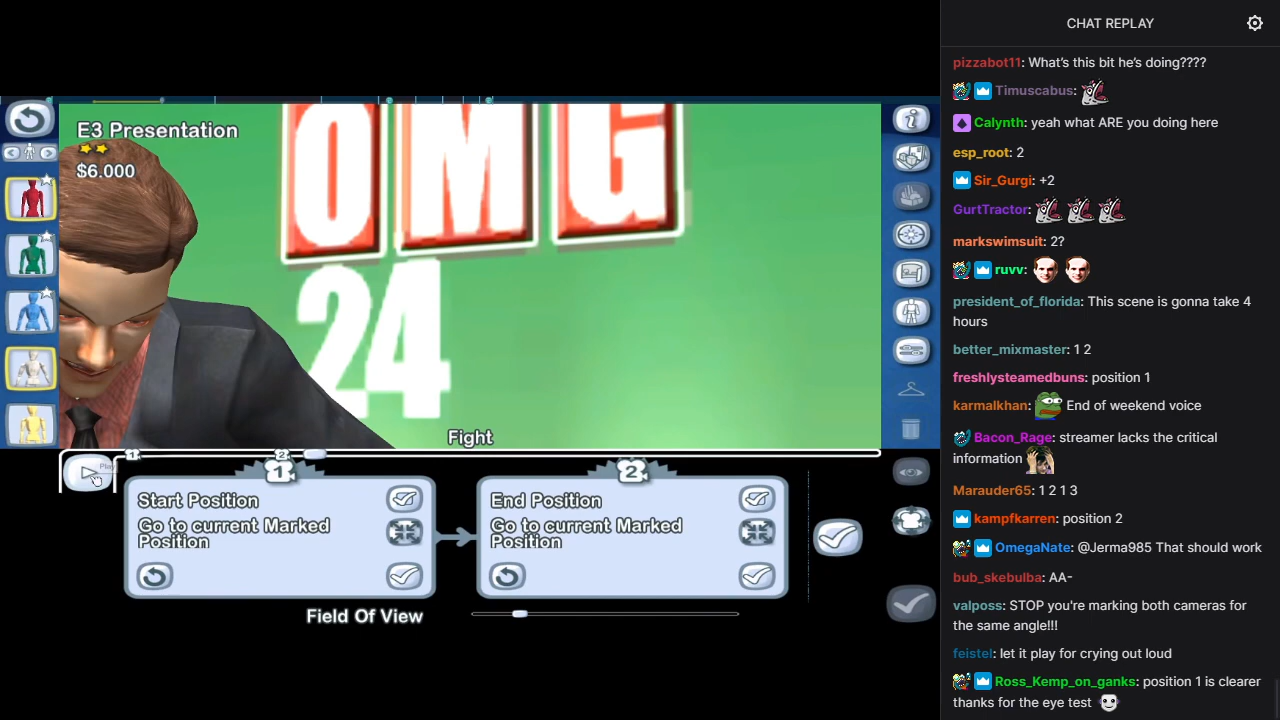 CHAT REPLAY
pizzabot11: What's this bit he's doing????
Timuscabus:
Calynth: yeah what ARE you doing here
esp_root: 2
Sir_Gurgi: +2
GurtTractor:
markswimsuit: 2?
ruvv:
president_of_florida: This scene is gonna take 4
hours
better_mixmaster: 1 2
freshlysteamedbuns: position 1
karmalkhan: End of weekend voice
Bacon_Rage: streamer lacks the critical
information
Marauder65: 1 2 1 3
kampfkarren: position 2
OmegaNate: @Jerma985 That should work
bub_skebulba: AA-
valposs: STOP you're marking both cameras for
the same angle!!!
feistel: let it play for crying out loud
Ross_Kemp_on_ganks: position 1 is clearer
thanks for the eye test
E3 Presentation
$6.000
OMG
24
Fight
Play
1
2
1
2
Start Position
Go to current Marked
Position
End Position
Go to current Marked
Position
Field Of View